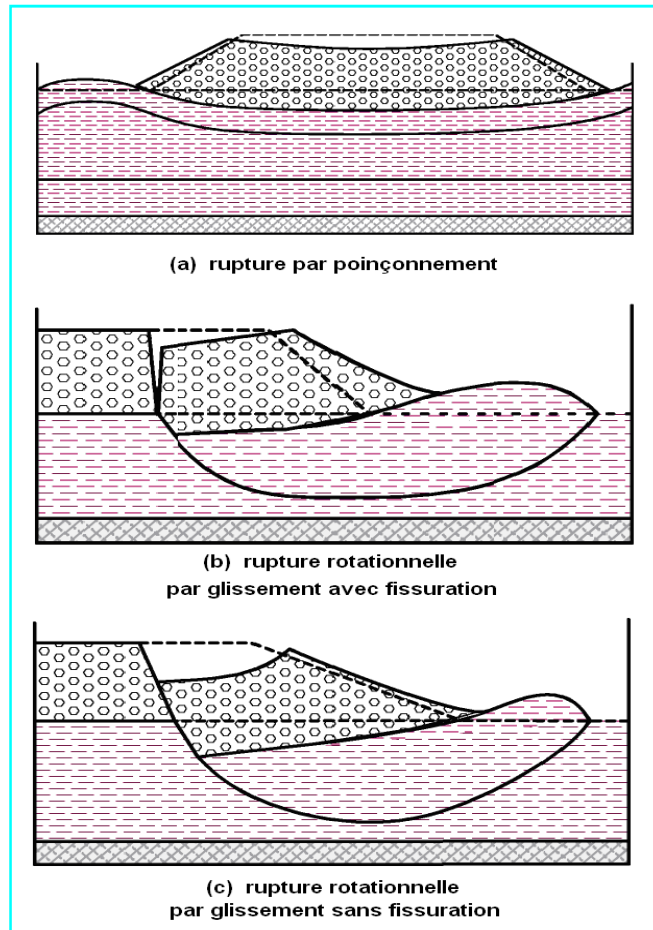 (a) rupture par poinçonnement
(b) rupture rotationnelle
par glissement avec fissuration
(c) rupture rotationnelle
par glissement sans fissuration